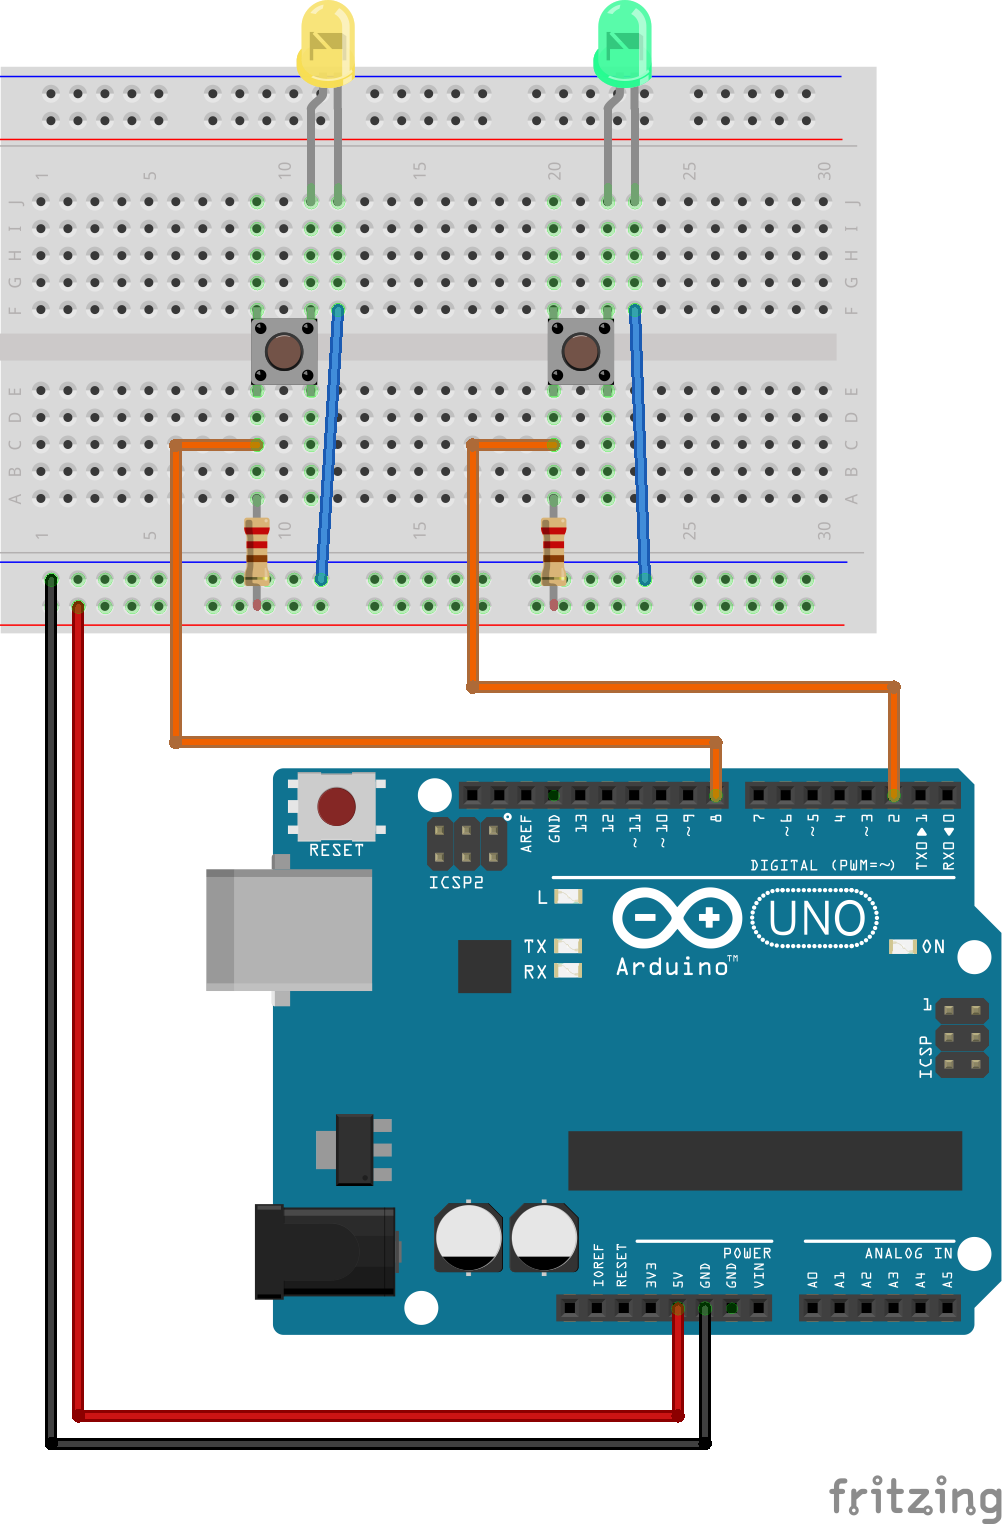 1 5 10 15 20 25 30
J J
I I
H H
G G
F F
E E
D D
C C
B B
A A
1 5 10 15 20 25 30
RESET
ICSP2
AREF
GND
13
12
~11
~10
~9
8
7
~6
~5
4
~3
2
TX0▶1
RX0◀0
DIGITAL (PWM=~)
L
TX
RX
UNO
ON
Arduino™
1
ICSP
POWER
ANALOG IN
IOREF
RESET
3V3
5V
GND
GND
VIN
A0
A1
A2
A3
A4
A5
fritzing